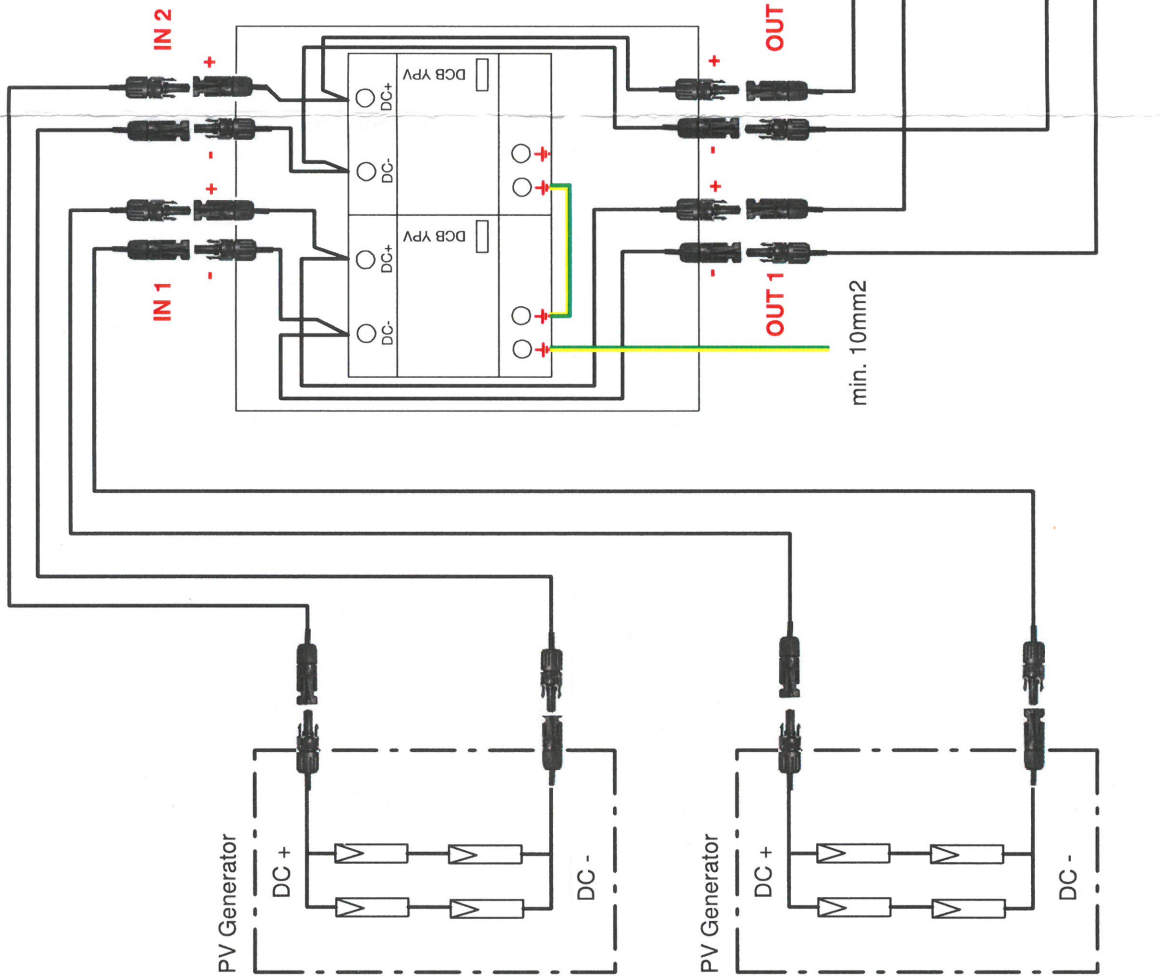 IN 2
+
-
+
-
IN 1
DC+
DC-
DC+
DC-
DCB YPV
DCB YPV
OUT
+
-
+
-
OUT 1
min. 10mm2
PV Generator
DC +
DC -
PV Generator
DC +
DC -